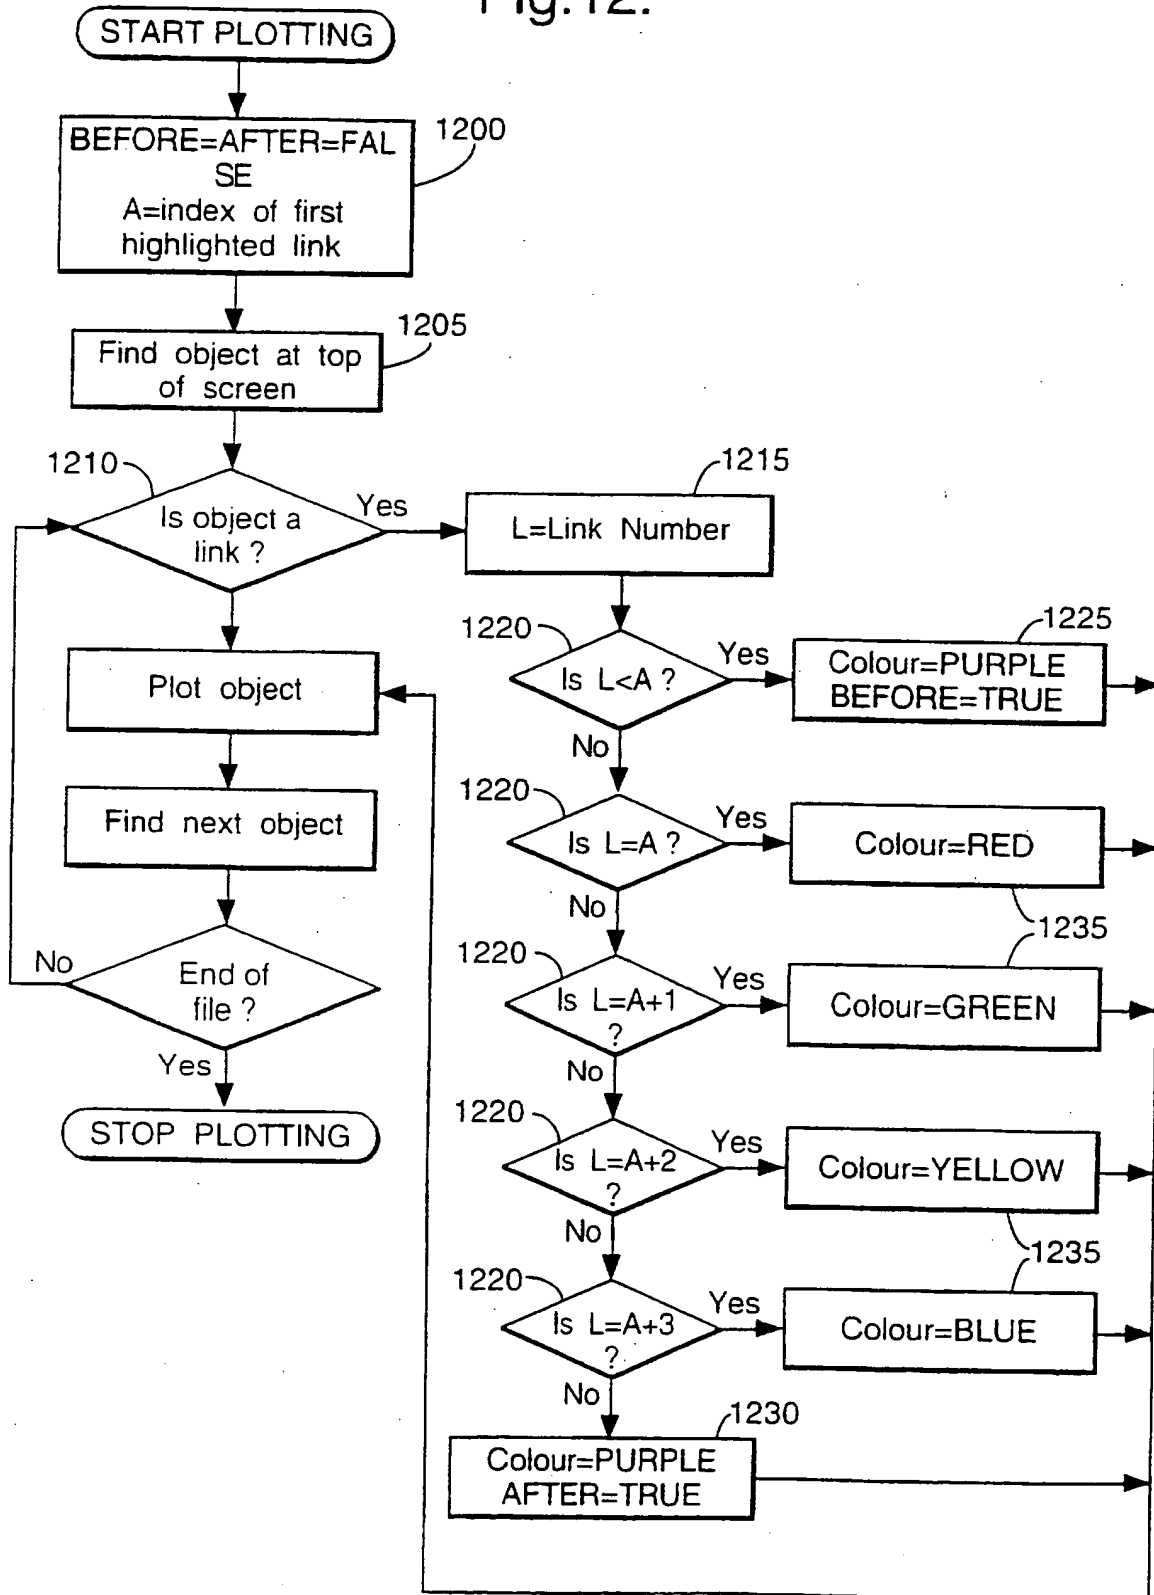 Fig.12.
START PLOTTING
BEFORE=AFTER=FAL
SE
A=index of first
highlighted link
1200
Find object at top
of screen
1205
1210
Is object a
link ?
Yes
1215
L=Link Number
Plot object
Find next object
End of
file ?
No
Yes
STOP PLOTTING
1220
Is L<A ?
Yes
1225
Colour=PURPLE
BEFORE=TRUE
No
1220
Is L=A ?
Yes
Colour=RED
No
1235
1220
Is L=A+1
?
Yes
Colour=GREEN
No
1220
Is L=A+2
?
Yes
Colour=YELLOW
No
1235
1220
Is L=A+3
?
Yes
Colour=BLUE
No
1230
Colour=PURPLE
AFTER=TRUE